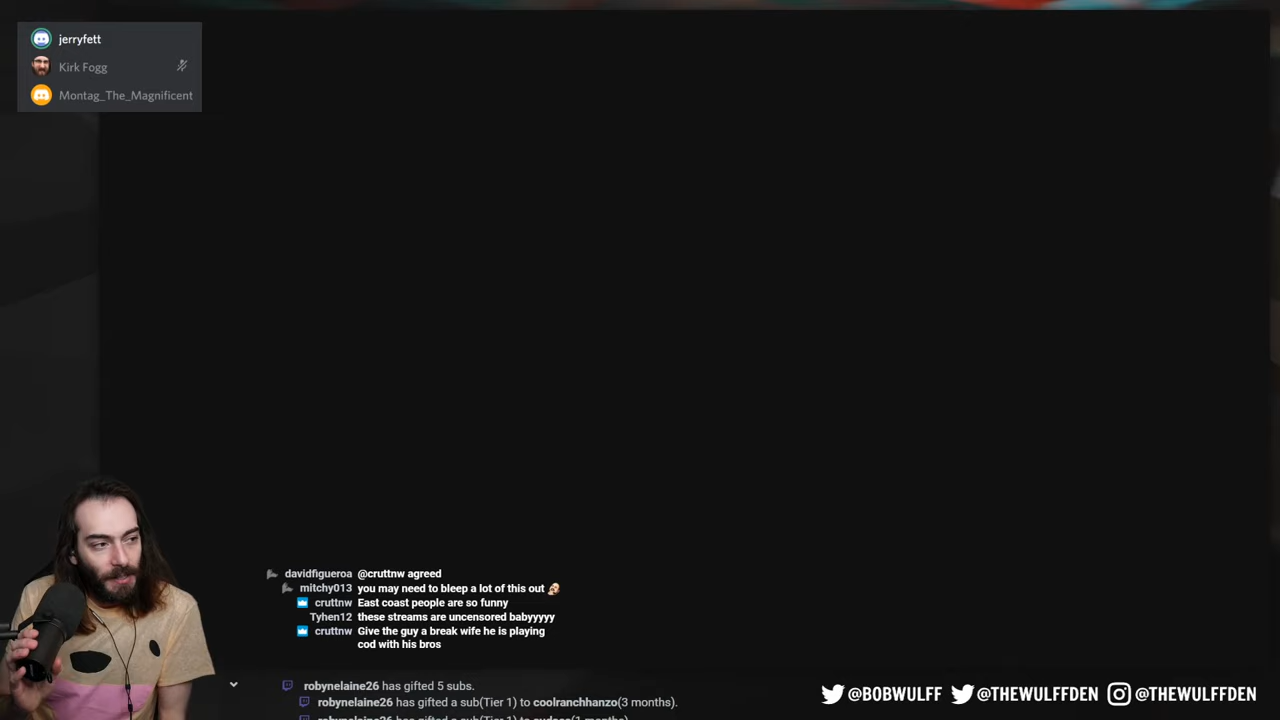 jerryfett
Kirk Fogg
Montag_The_Magnificent
davidfigueroa @cruttnw agreed
mitchy013 you may need to bleep a lot of this out
cruttnw East coast people are so funny
Tyhen12 these streams are uncensored babyyyyy
cruttnw Give the guy a break wife he is playing
cod with his bros
robynelaine26 has gifted 5 subs.
robynelaine26 has gifted a sub(Tier 1) to coolranchhanzo(3 months).
@BOBWULFF @THEWULFFDEN @THEWULFFDEN